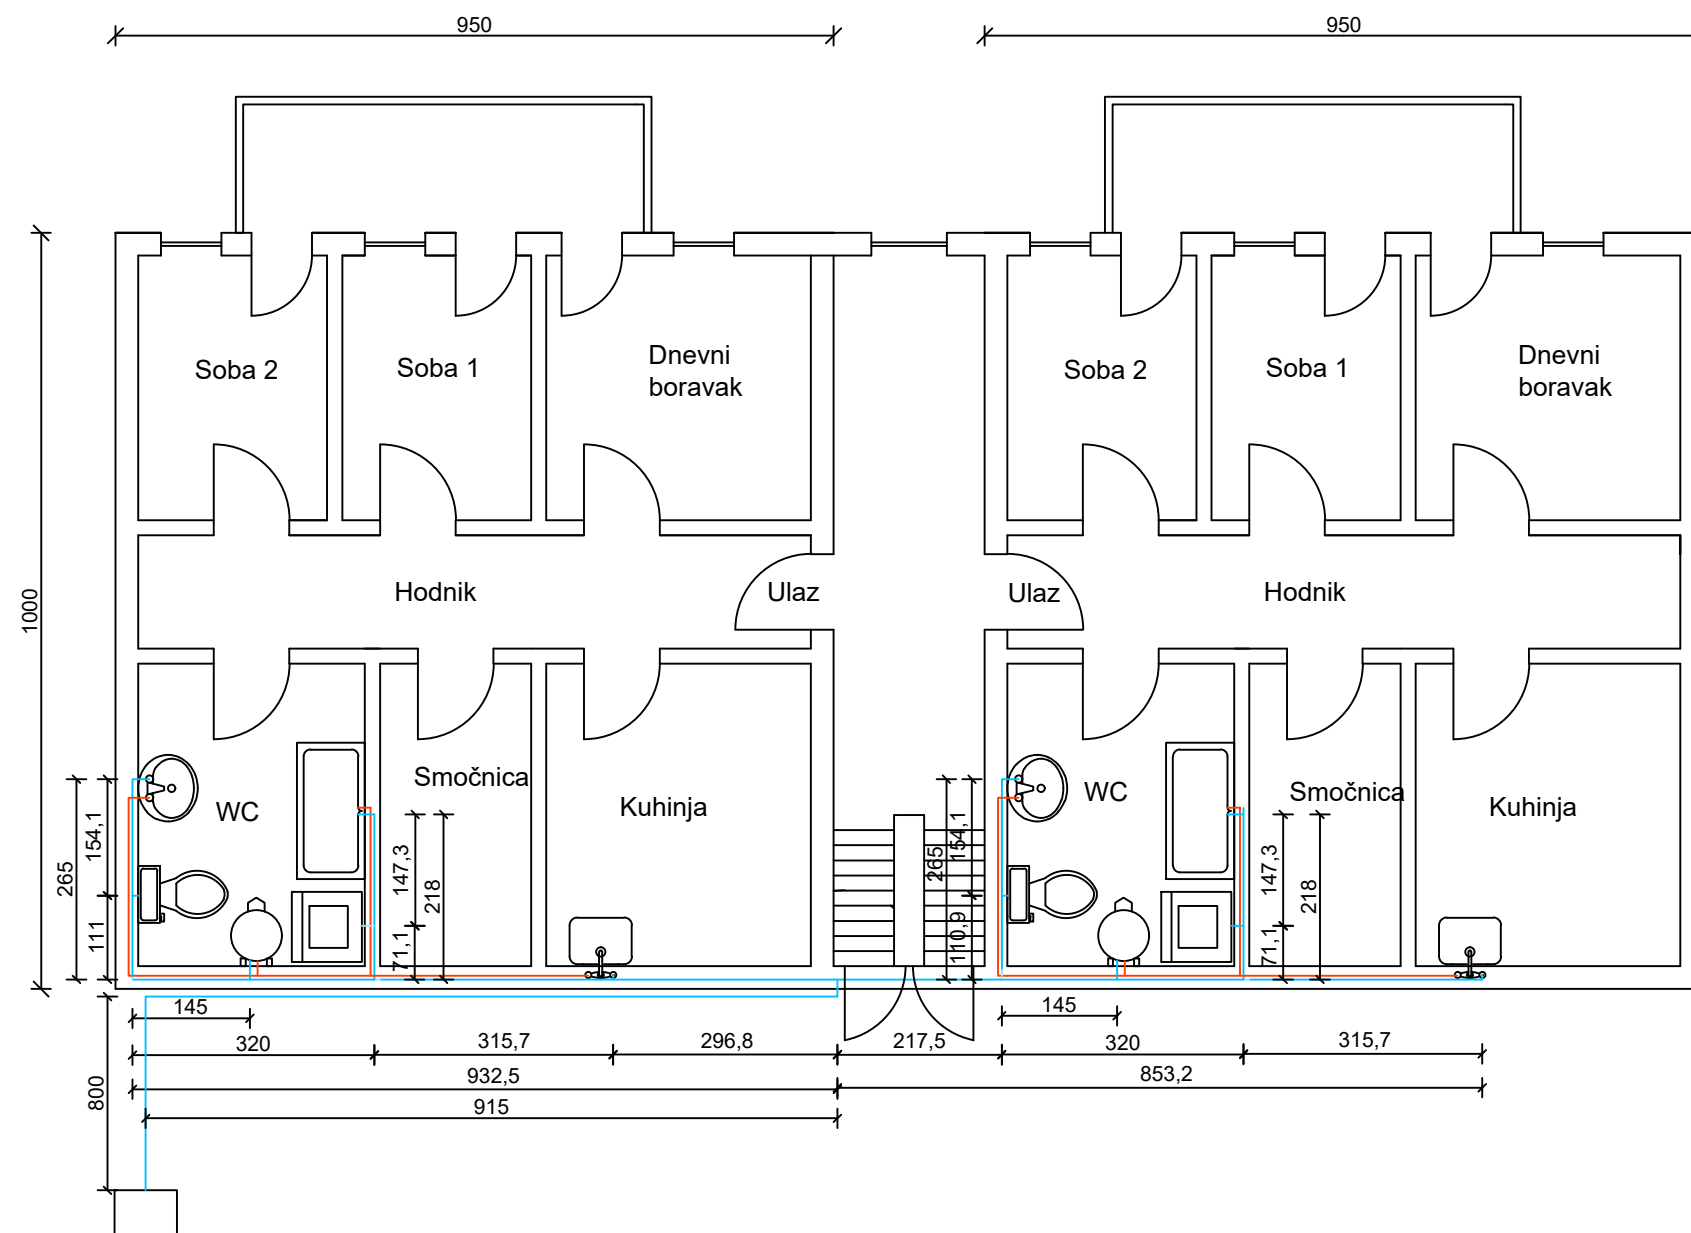 950
950
Soba 2
Soba 1
Dnevni
boravak
Soba 2
Soba 1
Dnevni
boravak
1000
Hodnik
Ulaz
Ulaz
Hodnik
WC
Smočnica
Kuhinja
WC
Smočnica
Kuhinja
265
154,1
111
147,3
71,1
218
265
154,1
110,9
147,3
71,1
218
145
145
320
315,7
296,8
217,5
320
315,7
932,5
853,2
915
800